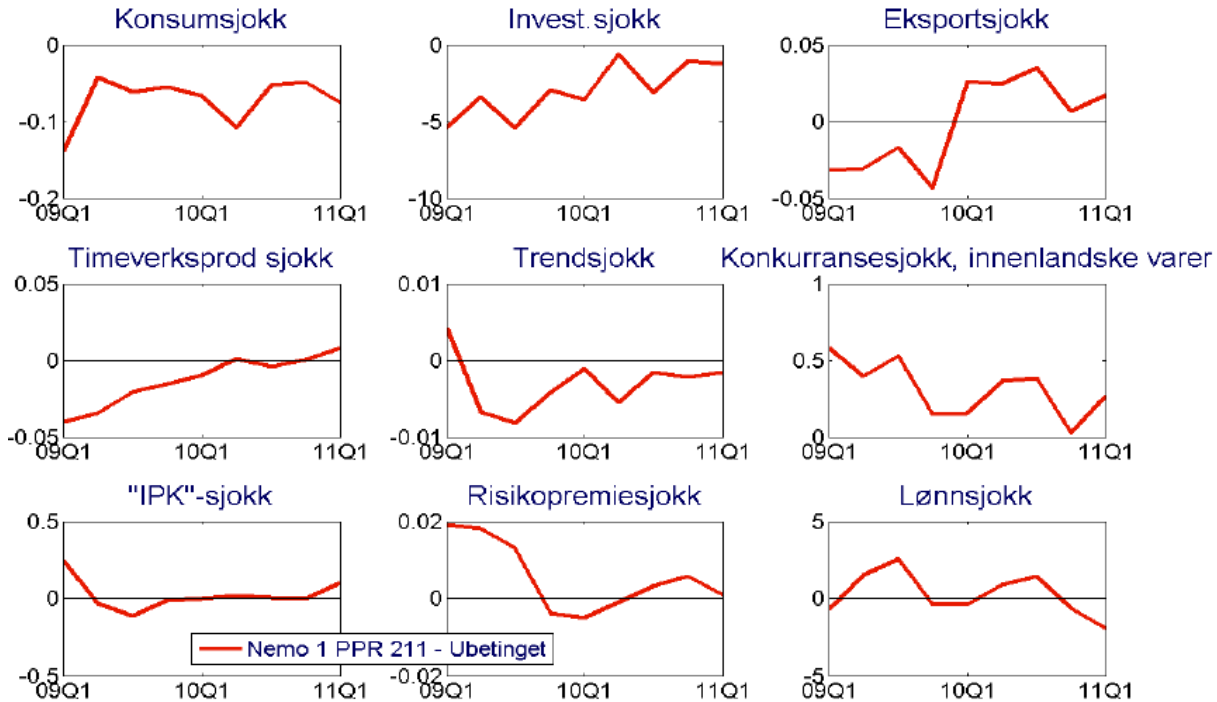 Konsumsjokk
Invest.sjokk
Eksportsjokk
0
-0.1
-0.2
09Q1 10Q1 11Q1
0
-5
-10
09Q1 10Q1 11Q1
0.05
0
-0.05
09Q1 10Q1 11Q1
Timeverksprod sjokk
Trendsjokk
Konkurransesjokk, innenlandske varer
0.05
0
-0.05
09Q1 10Q1 11Q1
0.01
0
-0.01
09Q1 10Q1 11Q1
1
0.5
0
09Q1 10Q1 11Q1
"IPK"-sjokk
Risikopremiesjokk
Lønnsjokk
0.5
0
-0.5
09Q1 10Q1 11Q1
0.02
0
-0.02
09Q1 10Q1 11Q1
5
0
-5
09Q1 10Q1 11Q1
Nemo 1 PPR 211 - Ubetinget